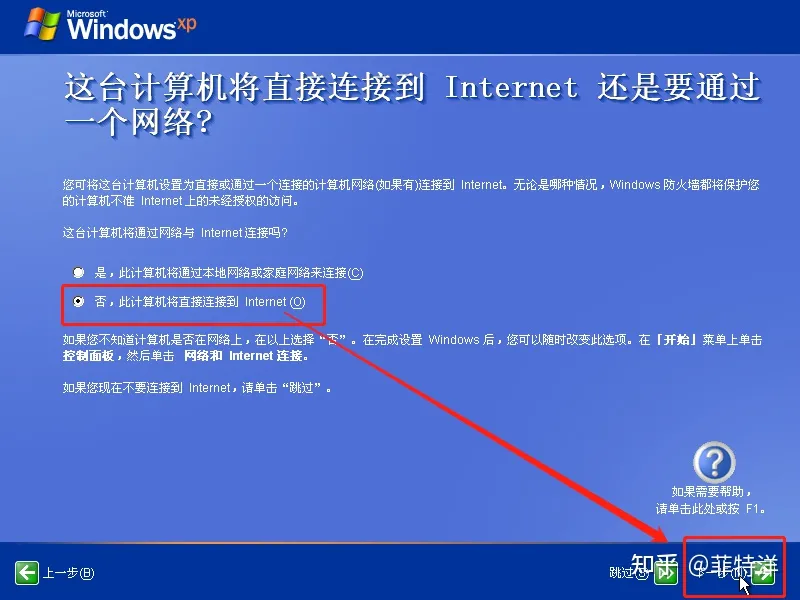 Microsoft
Windows xp
这台计算机将直接连接到 Internet 还是要通过
一个网络?
您可将这台计算机设置为直接或通过一个连接的计算机网络(如果有)连接到 Internet。无论是哪种情况，Windows 防火墙都将保护您
的计算机不准 Internet 上的未经授权的访问。
这台计算机将通过网络与 Internet 连接吗?
是，此计算机将通过本地网络或家庭网络来连接(C)
否，此计算机将直接连接到 Internet (O)
如果您不知道计算机是否在网络上，在以上选择“否”。在完成设置 Windows 后，您可以随时改变此选项。在「开始」菜单上单击
控制面板，然后单击 网络和 Internet 连接。
如果您现在不要连接到 Internet，请单击“跳过”。
如果需要帮助，
请单击此处或按 F1。
上一步(B)
跳过(S)
下一步(N)
知乎 @菲特洋